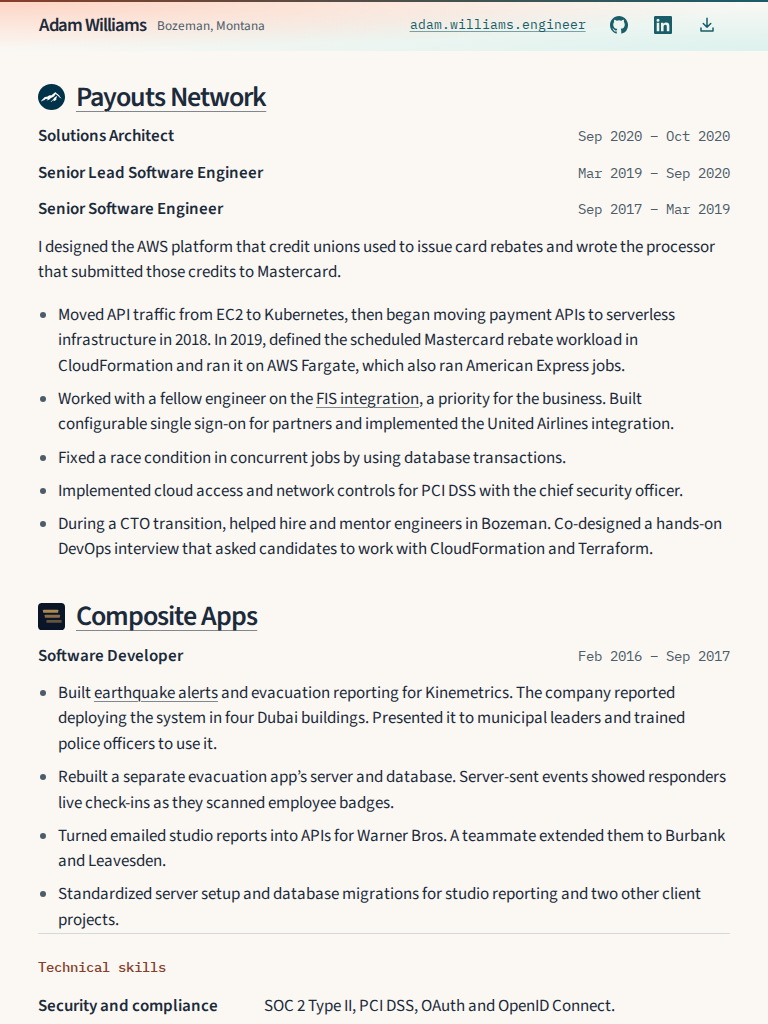 Adam Williams Bozeman, Montana adam.williams.engineer
Payouts Network
Solutions Architect Sep 2020 – Oct 2020
Senior Lead Software Engineer Mar 2019 – Sep 2020
Senior Software Engineer Sep 2017 – Mar 2019
I designed the AWS platform that credit unions used to issue card rebates and wrote the processor
that submitted those credits to Mastercard.
• Moved API traffic from EC2 to Kubernetes, then began moving payment APIs to serverless
infrastructure in 2018. In 2019, defined the scheduled Mastercard rebate workload in
CloudFormation and ran it on AWS Fargate, which also ran American Express jobs.
• Worked with a fellow engineer on the FIS integration, a priority for the business. Built
configurable single sign-on for partners and implemented the United Airlines integration.
• Fixed a race condition in concurrent jobs by using database transactions.
• Implemented cloud access and network controls for PCI DSS with the chief security officer.
• During a CTO transition, helped hire and mentor engineers in Bozeman. Co-designed a hands-on
DevOps interview that asked candidates to work with CloudFormation and Terraform.
Composite Apps
Software Developer Feb 2016 – Sep 2017
• Built earthquake alerts and evacuation reporting for Kinemetrics. The company reported
deploying the system in four Dubai buildings. Presented it to municipal leaders and trained
police officers to use it.
• Rebuilt a separate evacuation app’s server and database. Server-sent events showed responders
live check-ins as they scanned employee badges.
• Turned emailed studio reports into APIs for Warner Bros. A teammate extended them to Burbank
and Leavesden.
• Standardized server setup and database migrations for studio reporting and two other client
projects.
Technical skills
Security and compliance SOC 2 Type II, PCI DSS, OAuth and OpenID Connect.